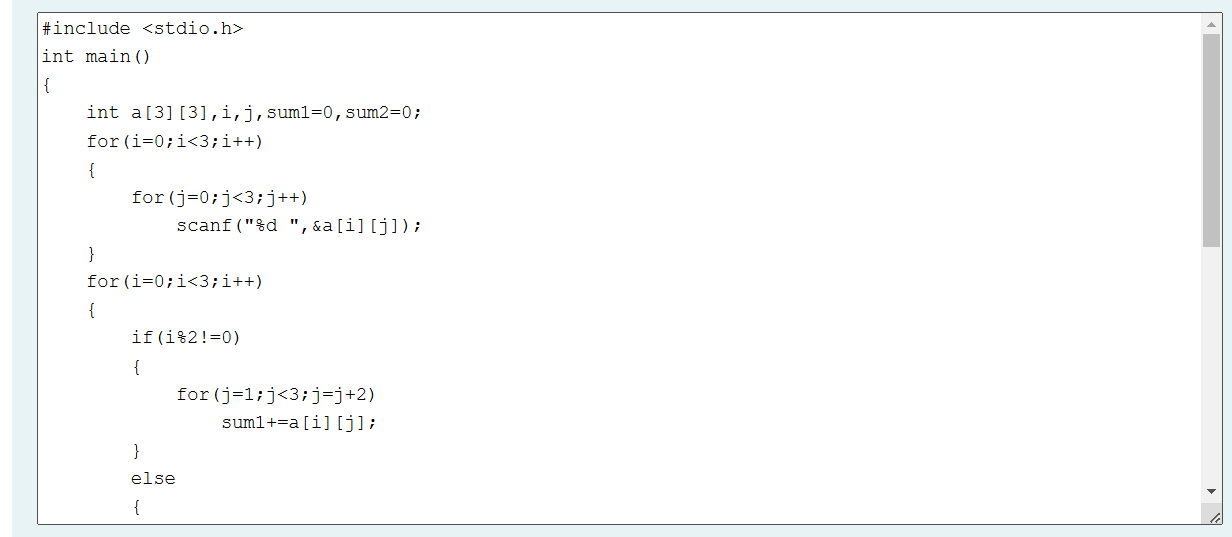 #include <stdio.h>
int main()
{
    int a[3][3],i,j,sum1=0,sum2=0;
    for(i=0;i<3;i++)
    {
        for(j=0;j<3;j++)
            scanf("%d ",&a[i][j]);
    }
    for(i=0;i<3;i++)
    {
        if(i%2!=0)
        {
            for(j=1;j<3;j=j+2)
                sum1+=a[i][j];
        }
        else
        {